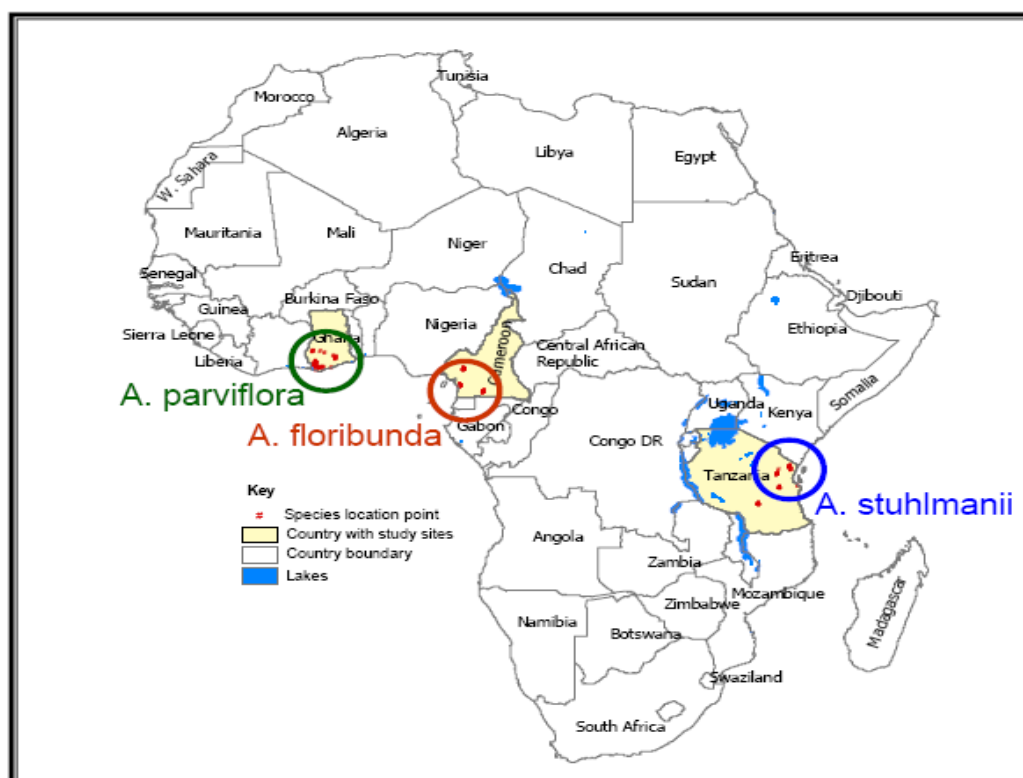 Tunisia
Morocco
Algeria
Libya
Egypt
W. Sahara
Mauritania
Mali
Niger
Chad
Sudan
Eritrea
Senegal
Burkina Faso
Djibouti
Guinea
Nigeria
Ethiopia
Sierra Leone
Ghana
Cameroon
Central African
Republic
Liberia
Somalia
A. parviflora
Uganda
Kenya
Congo
A. floribunda
Gabon
Congo DR
Tanzania
A. stuhlmanii
Key
Species location point
Country with study sites
Country boundary
Lakes
Angola
Zambia
Mozambique
Zimbabwe
Madagascar
Namibia
Botswana
Swaziland
South Africa